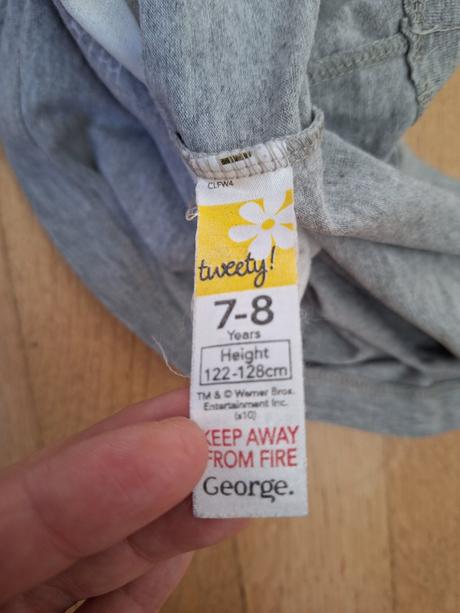 CLFW4
tweety!
7-8
Years
Height
122-128cm
TM & © Warner Bros.
Entertainment Inc.
(s10)
KEEP AWAY
FROM FIRE
George.